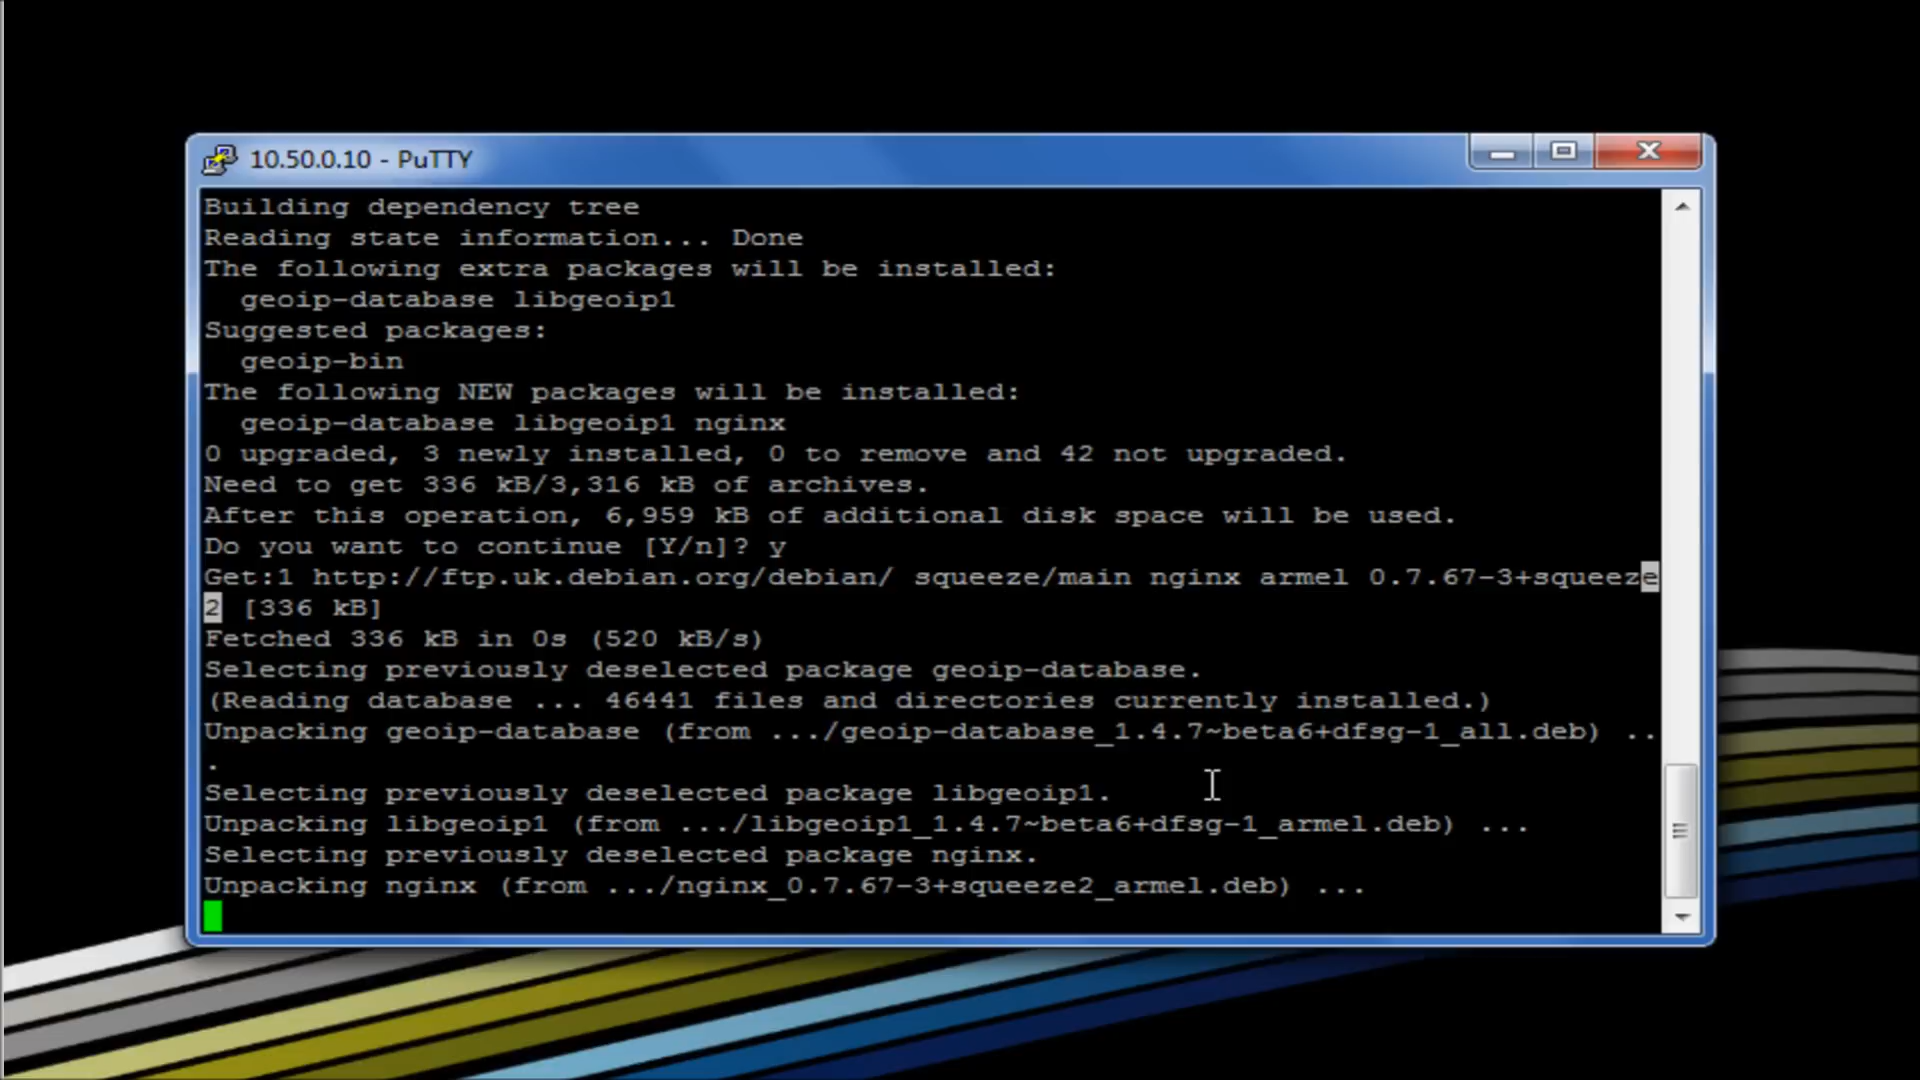 10.50.0.10 - PuTTY
Building dependency tree
Reading state information... Done
The following extra packages will be installed:
  geoip-database libgeoip1
Suggested packages:
  geoip-bin
The following NEW packages will be installed:
  geoip-database libgeoip1 nginx
0 upgraded, 3 newly installed, 0 to remove and 42 not upgraded.
Need to get 336 kB/3,316 kB of archives.
After this operation, 6,959 kB of additional disk space will be used.
Do you want to continue [Y/n]? y
Get:1 http://ftp.uk.debian.org/debian/ squeeze/main nginx armel 0.7.67-3+squeeze
2 [336 kB]
Fetched 336 kB in 0s (520 kB/s)
Selecting previously deselected package geoip-database.
(Reading database ... 46441 files and directories currently installed.)
Unpacking geoip-database (from .../geoip-database_1.4.7~beta6+dfsg-1_all.deb) ..
.
Selecting previously deselected package libgeoip1.
Unpacking libgeoip1 (from .../libgeoip1_1.4.7~beta6+dfsg-1_armel.deb) ...
Selecting previously deselected package nginx.
Unpacking nginx (from .../nginx_0.7.67-3+squeeze2_armel.deb) ...